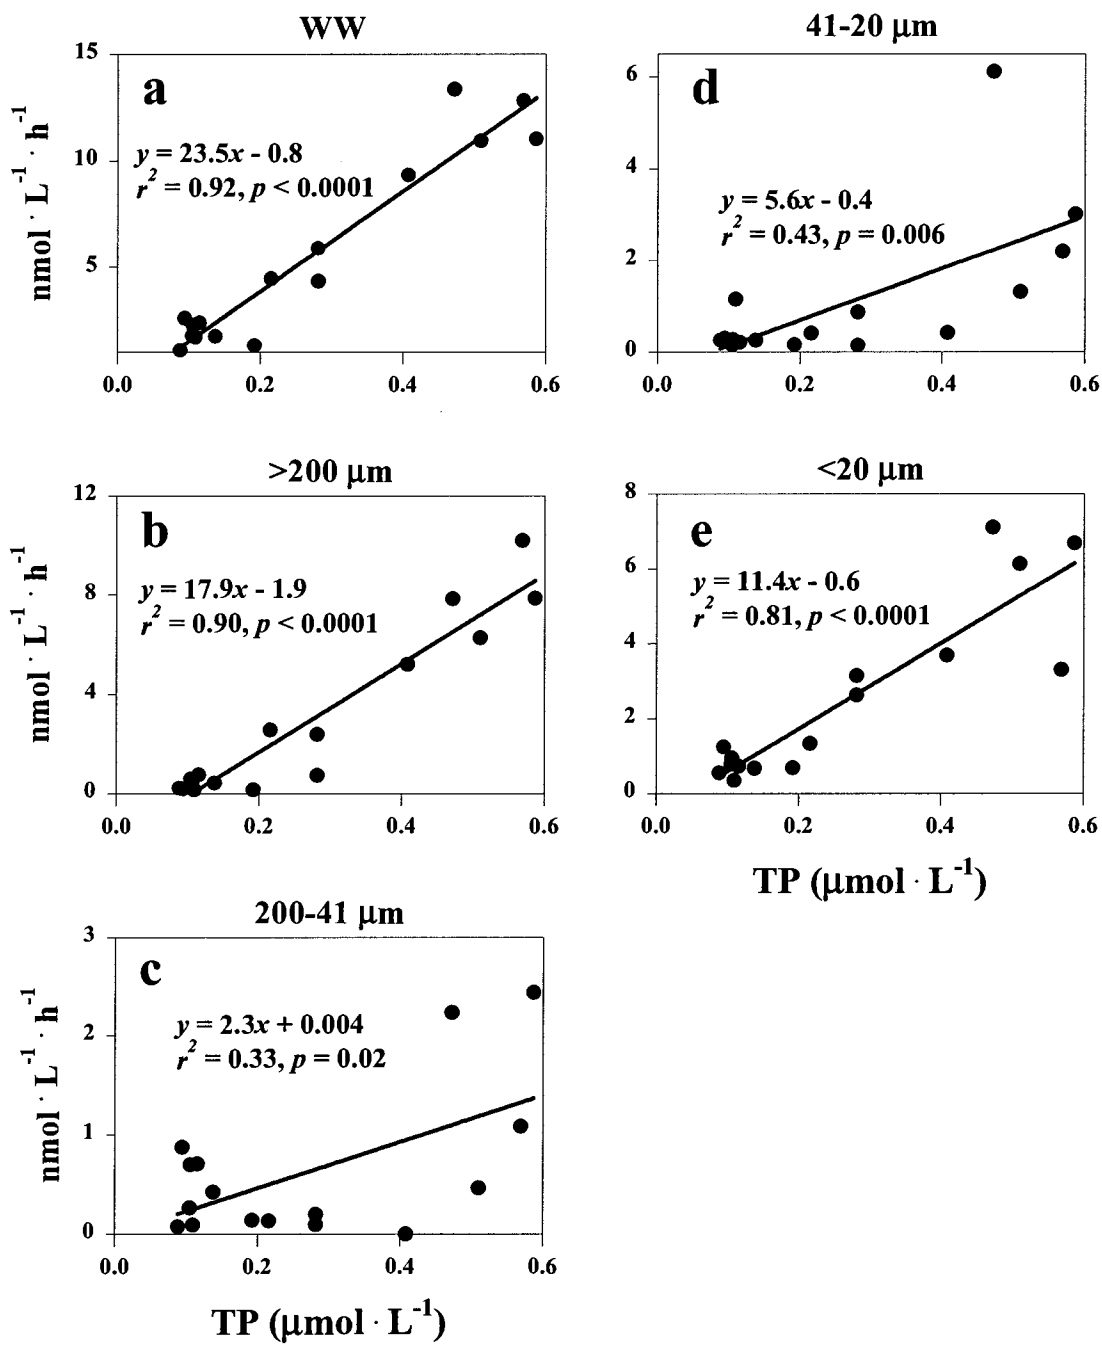 WW
a
y = 23.5x - 0.8
r² = 0.92, p < 0.0001
nmol · L⁻¹ · h⁻¹
15
10
5
0.0 0.2 0.4 0.6
41-20 μm
d
y = 5.6x - 0.4
r² = 0.43, p = 0.006
6
4
2
0
0.0 0.2 0.4 0.6
>200 μm
b
y = 17.9x - 1.9
r² = 0.90, p < 0.0001
nmol · L⁻¹ · h⁻¹
12
8
4
0
0.0 0.2 0.4 0.6
<20 μm
e
y = 11.4x - 0.6
r² = 0.81, p < 0.0001
8
6
4
2
0
0.0 0.2 0.4 0.6
TP (μmol · L⁻¹)
200-41 μm
c
y = 2.3x + 0.004
r² = 0.33, p = 0.02
nmol · L⁻¹ · h⁻¹
3
2
1
0
0.0 0.2 0.4 0.6
TP (μmol · L⁻¹)